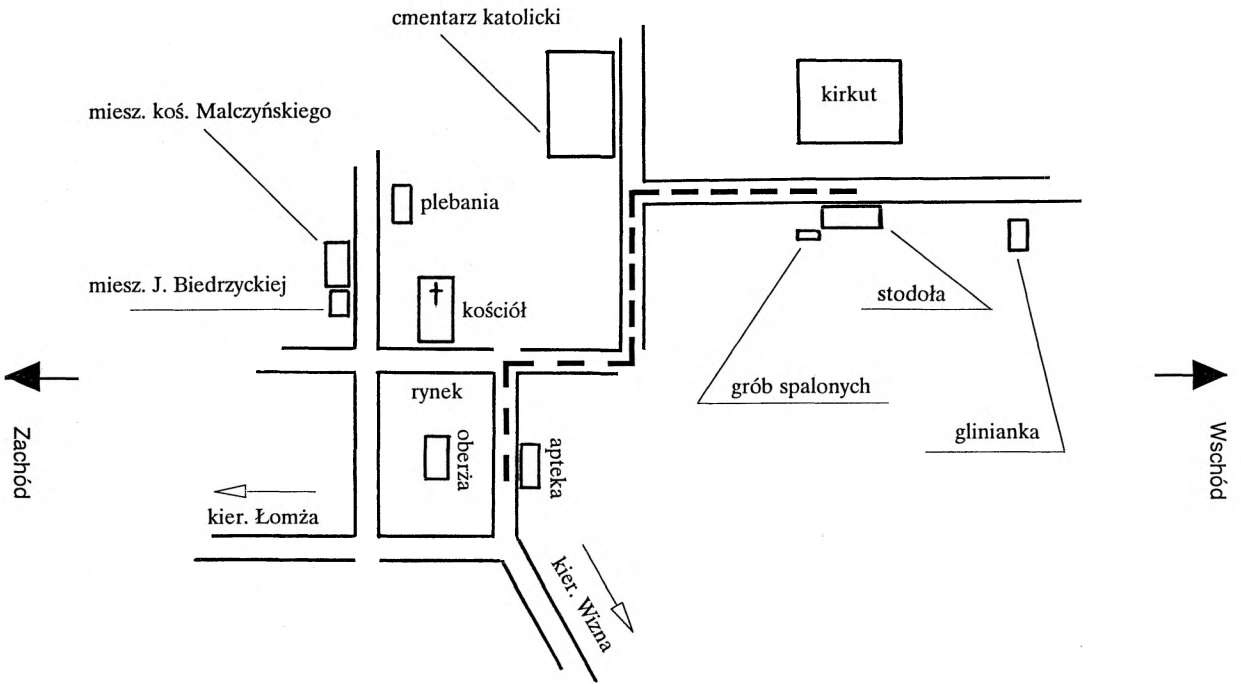 cmentarz katolicki
kirkut
miesz. koś. Malczyńskiego
plebania
miesz. J. Biedrzyckiej
kościół
stodoła
rynek
grób spalonych
glinianka
oberża
apteka
Zachód
Wschód
kier. Łomża
kier. Wizna